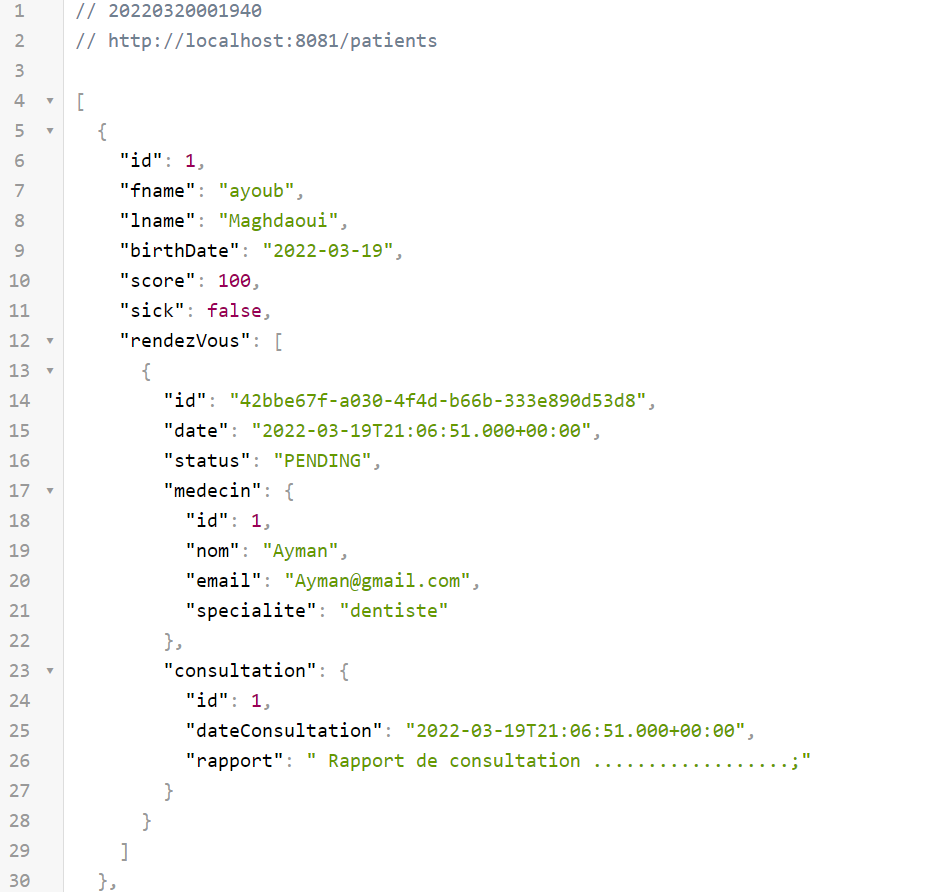 1 // 20220320001940
2 // http://localhost:8081/patients
3
4 [
5 {
6 "id": 1,
7 "fname": "ayoub",
8 "lname": "Maghdaoui",
9 "birthDate": "2022-03-19",
10 "score": 100,
11 "sick": false,
12 "rendezVous": [
13 {
14 "id": "42bbe67f-a030-4f4d-b66b-333e890d53d8",
15 "date": "2022-03-19T21:06:51.000+00:00",
16 "status": "PENDING",
17 "medecin": {
18 "id": 1,
19 "nom": "Ayman",
20 "email": "Ayman@gmail.com",
21 "specialite": "dentiste"
22 },
23 "consultation": {
24 "id": 1,
25 "dateConsultation": "2022-03-19T21:06:51.000+00:00",
26 "rapport": " Rapport de consultation ..................;"
27 }
28 }
29 ]
30 },